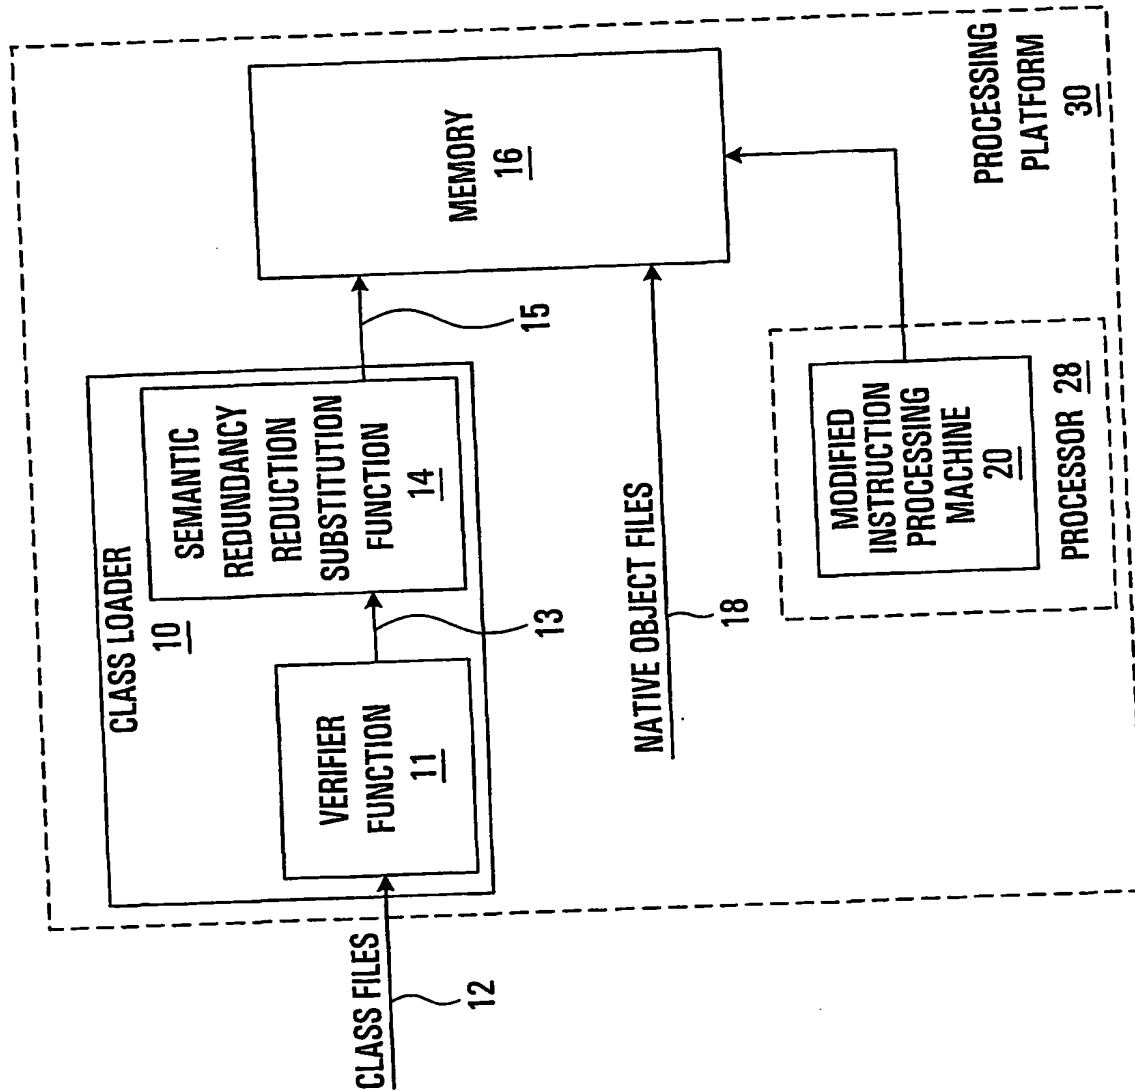 CLASS FILES
12
CLASS LOADER
10
VERIFIER
FUNCTION
11
13
SEMANTIC
REDUNDANCY
REDUCTION
SUBSTITUTION
FUNCTION
14
15
MEMORY
16
NATIVE OBJECT FILES
18
MODIFIED
INSTRUCTION
PROCESSING
MACHINE
20
PROCESSOR 28
PROCESSING
PLATFORM
30